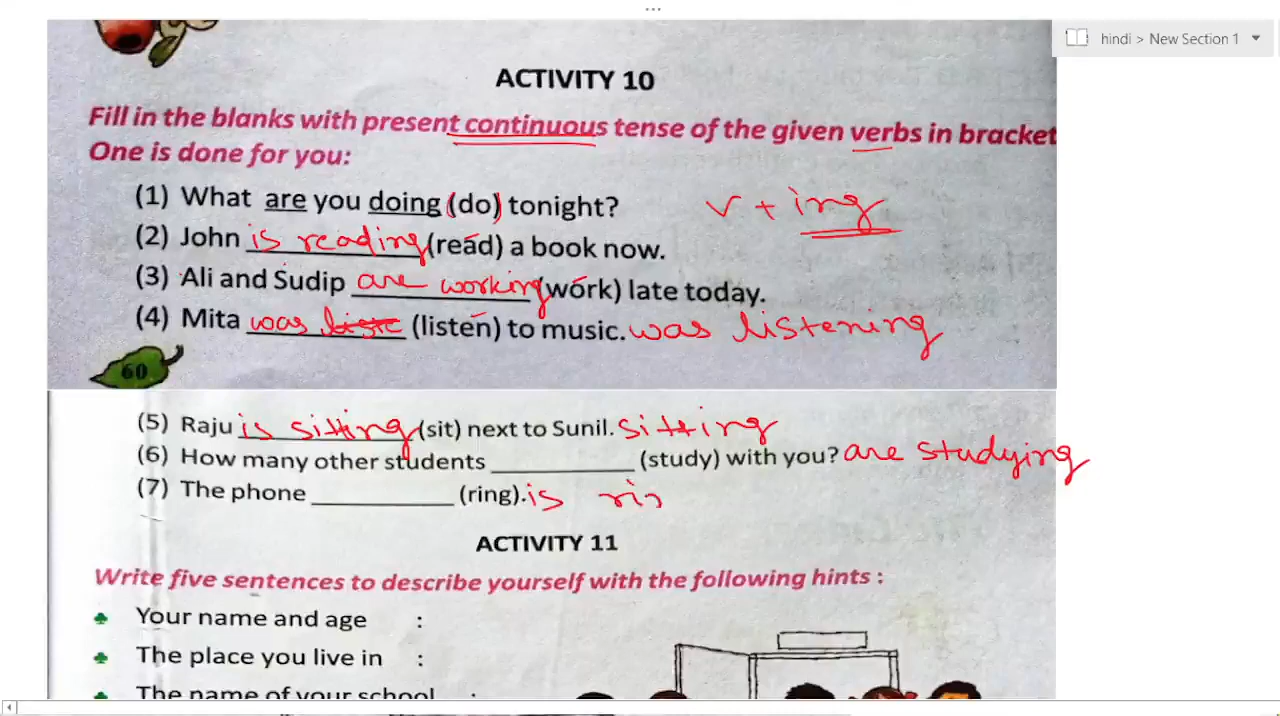 hindi > New Section 1
ACTIVITY 10
Fill in the blanks with present continuous tense of the given verbs in bracket
One is done for you:
(1) What are you doing (do) tonight? v + ing
(2) John is reading (read) a book now.
(3) Ali and Sudip are working (work) late today.
(4) Mita was liste (listen) to music. was listening
60
(5) Raju is sitting (sit) next to Sunil. sitting
(6) How many other students __________ (study) with you? are studying
(7) The phone __________ (ring). is rin
ACTIVITY 11
Write five sentences to describe yourself with the following hints :
Your name and age :
The place you live in :
The name of your school :